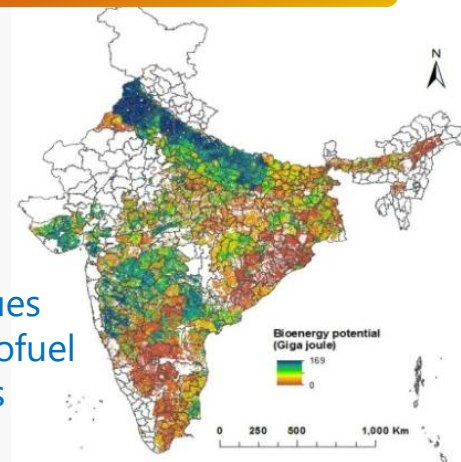 N
ues
ofuel
s
Bioenergy potential
(Giga joule)
169
0
0 250 500 1,000 Km